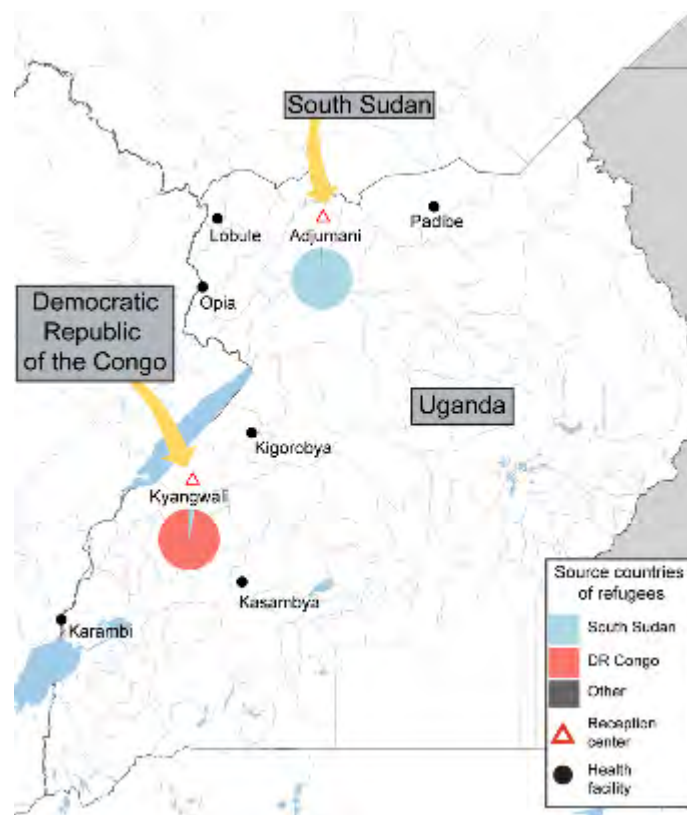 South Sudan
Lobule
Adjumani
Padibe
Opia
Democratic
Republic
of the Congo
Uganda
Kigorobya
Kyangwali
Kasambya
Karambi
Source countries
of refugees
South Sudan
DR Congo
Other
Reception
center
Health
facility